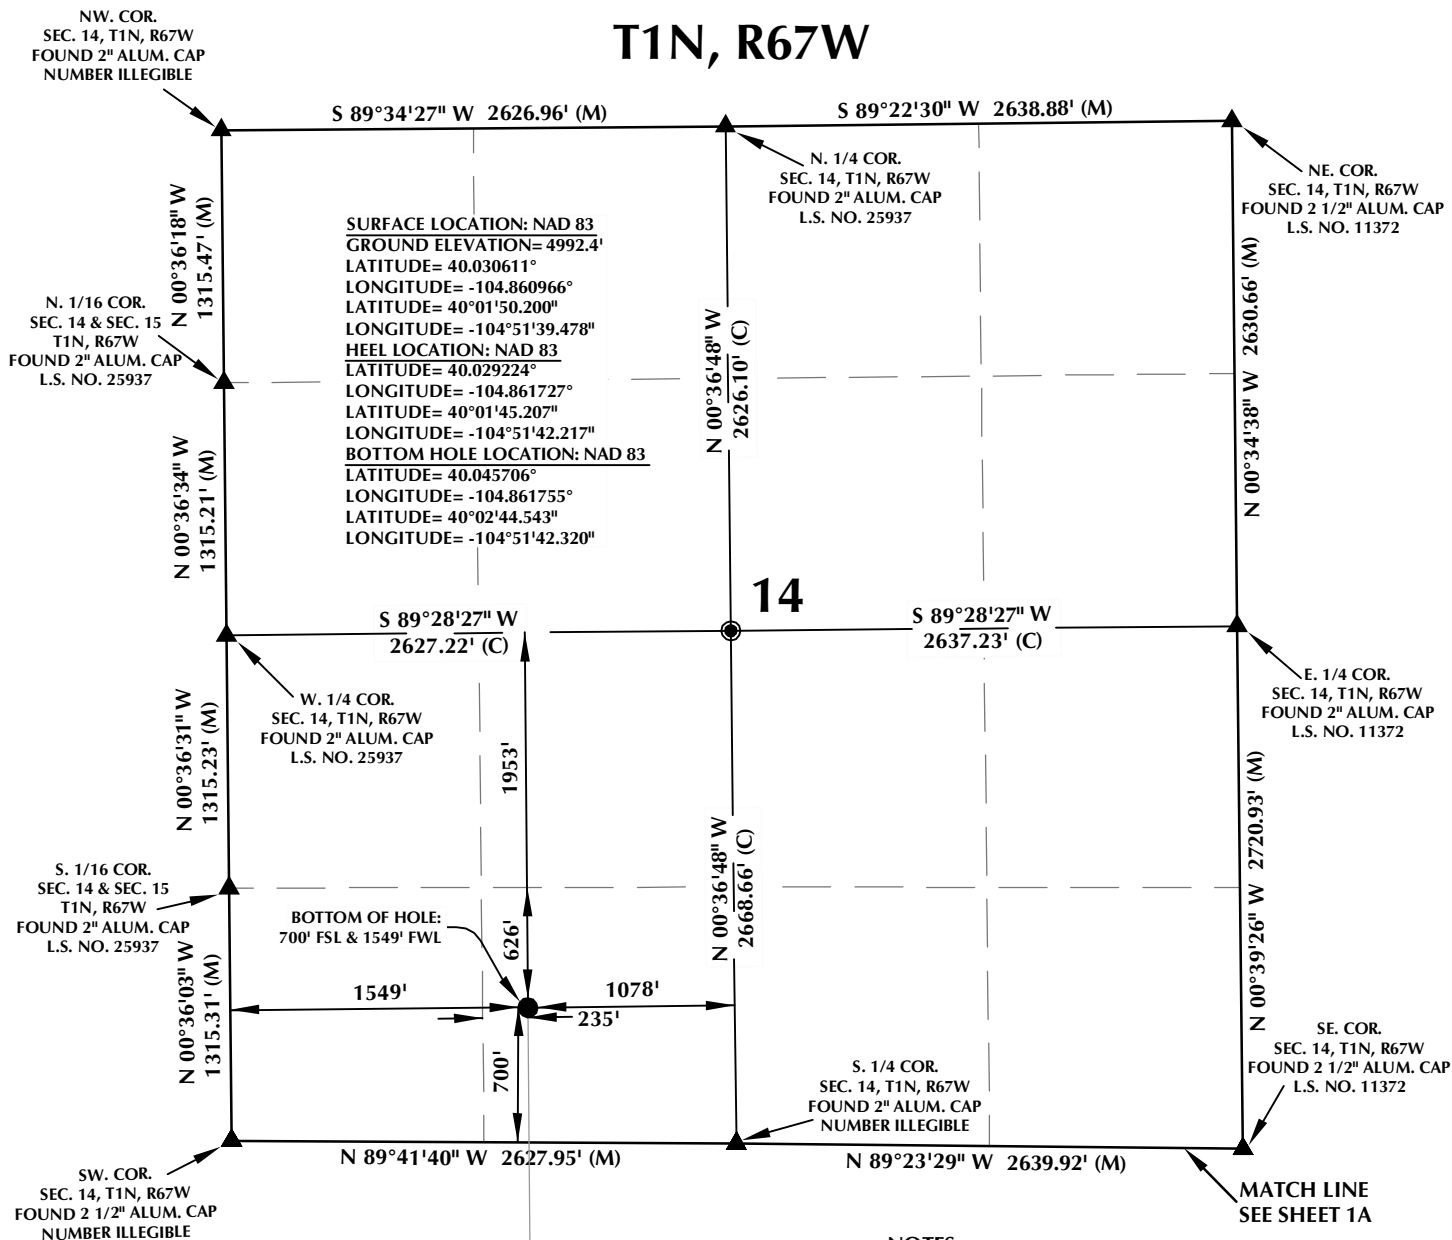 T1N, R67W
NW. COR.
SEC. 14, T1N, R67W
FOUND 2" ALUM. CAP
NUMBER ILLEGIBLE
S 89°34'27" W 2626.96' (M)
S 89°22'30" W 2638.88' (M)
N. 1/4 COR.
SEC. 14, T1N, R67W
FOUND 2" ALUM. CAP
L.S. NO. 25937
NE. COR.
SEC. 14, T1N, R67W
FOUND 2 1/2" ALUM. CAP
L.S. NO. 11372
N 00°36'18" W
1315.47' (M)
SURFACE LOCATION: NAD 83
GROUND ELEVATION= 4992.4'
LATITUDE= 40.030611°
LONGITUDE= -104.860966°
LATITUDE= 40°01'50.200"
LONGITUDE= -104°51'39.478"
HEEL LOCATION: NAD 83
LATITUDE= 40.029224°
LONGITUDE= -104.861727°
LATITUDE= 40°01'45.207"
LONGITUDE= -104°51'42.217"
BOTTOM HOLE LOCATION: NAD 83
LATITUDE= 40.045706°
LONGITUDE= -104.861755°
LATITUDE= 40°02'44.543"
LONGITUDE= -104°51'42.320"
N. 1/16 COR.
SEC. 14 & SEC. 15
T1N, R67W
FOUND 2" ALUM. CAP
L.S. NO. 25937
N 00°36'48" W
2626.10' (C)
N 00°34'38" W 2630.66' (M)
N 00°36'34" W
1315.21' (M)
14
S 89°28'27" W
2627.22' (C)
S 89°28'27" W
2637.23' (C)
W. 1/4 COR.
SEC. 14, T1N, R67W
FOUND 2" ALUM. CAP
L.S. NO. 25937
E. 1/4 COR.
SEC. 14, T1N, R67W
FOUND 2" ALUM. CAP
L.S. NO. 11372
N 00°36'31" W
1315.23' (M)
1953'
N 00°36'48" W
2668.66' (C)
N 00°39'26" W 2720.93' (M)
S. 1/16 COR.
SEC. 14 & SEC. 15
T1N, R67W
FOUND 2" ALUM. CAP
L.S. NO. 25937
BOTTOM OF HOLE:
700' FSL & 1549' FWL
626'
1549'
1078'
235'
N 00°36'03" W
1315.31' (M)
700'
S. 1/4 COR.
SEC. 14, T1N, R67W
FOUND 2" ALUM. CAP
NUMBER ILLEGIBLE
SE. COR.
SEC. 14, T1N, R67W
FOUND 2 1/2" ALUM. CAP
L.S. NO. 11372
N 89°41'40" W 2627.95' (M)
N 89°23'29" W 2639.92' (M)
SW. COR.
SEC. 14, T1N, R67W
FOUND 2 1/2" ALUM. CAP
NUMBER ILLEGIBLE
MATCH LINE
SEE SHEET 1A